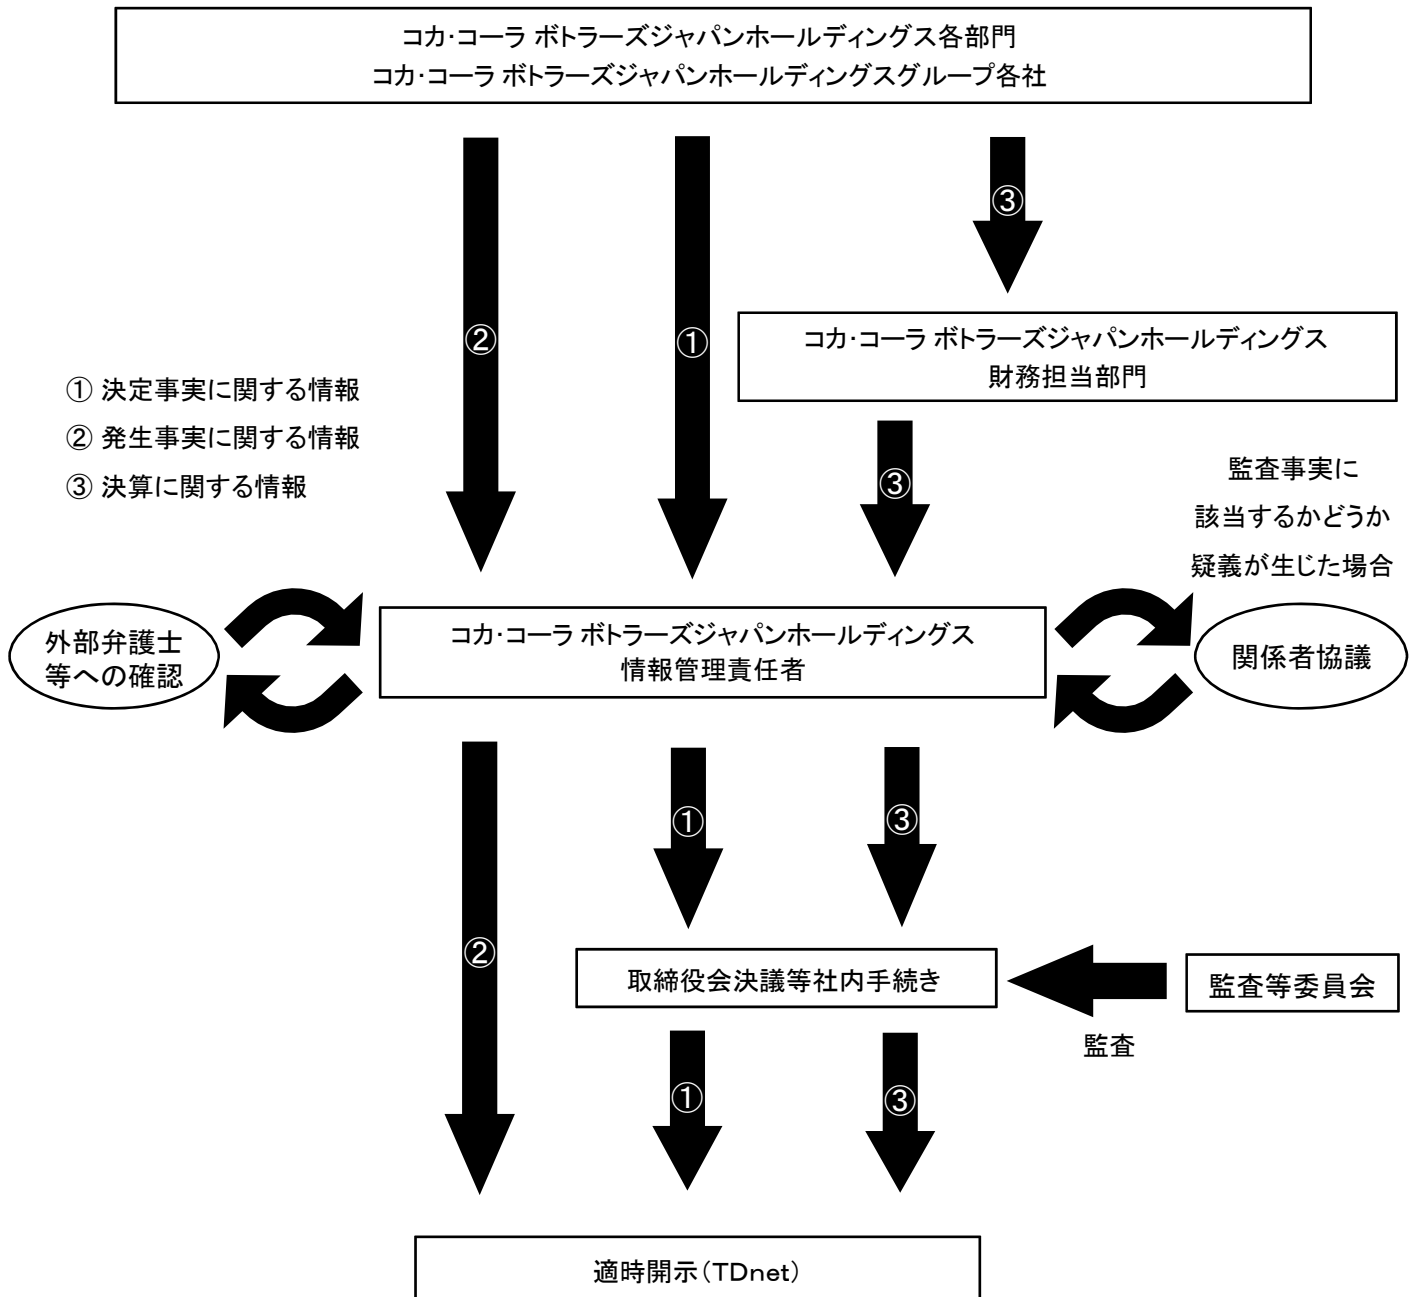 コカ・コーラ ボトラーズジャパンホールディングス各部門
コカ・コーラ ボトラーズジャパンホールディングスグループ各社
③
②
①
コカ・コーラ ボトラーズジャパンホールディングス
財務担当部門
① 決定事実に関する情報
② 発生事実に関する情報
③ 決算に関する情報
③
監査事実に
該当するかどうか
疑義が生じた場合
外部弁護士
等への確認
コカ・コーラ ボトラーズジャパンホールディングス
情報管理責任者
関係者協議
①
③
②
取締役会決議等社内手続き
監査等委員会
監査
①
③
適時開示（TDnet）